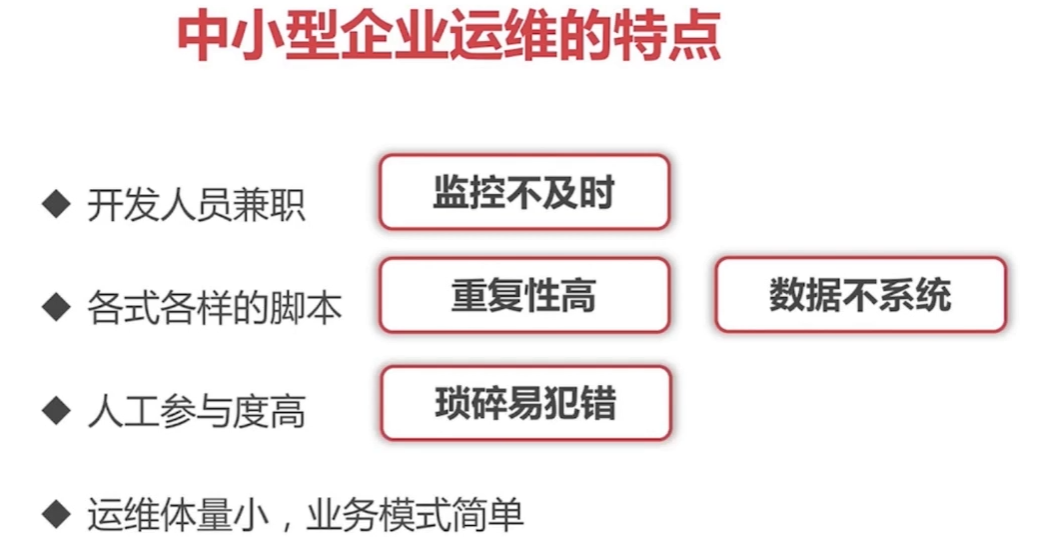 中小型企业运维的特点
◆ 开发人员兼职
监控不及时
◆ 各式各样的脚本
重复性高
数据不系统
◆ 人工参与度高
琐碎易犯错
◆ 运维体量小，业务模式简单